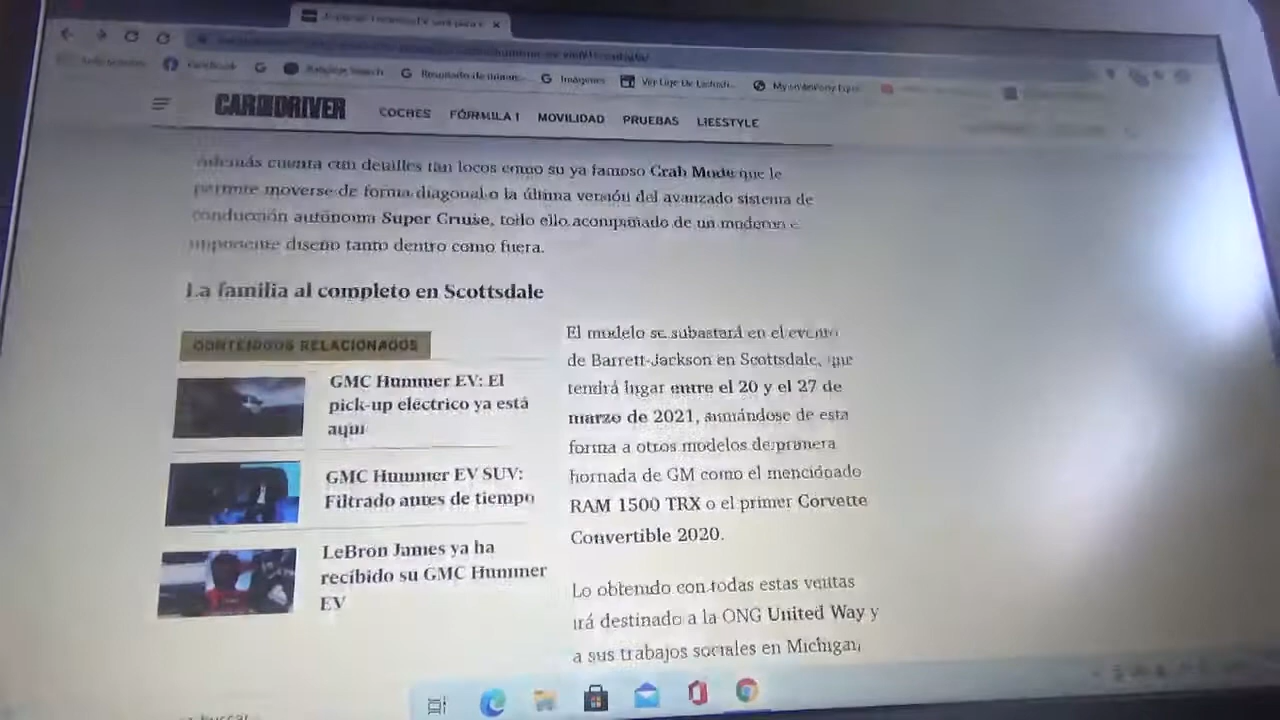 Facebook
Imágenes
CAR AND DRIVER
COCHES FÓRMULA 1 MOVILIDAD PRUEBAS LIFESTYLE
Además cuenta con detalles tan locos como su ya famoso Crab Mode que le
permite moverse de forma diagonal o la última versión del avanzado sistema de
conducción autónoma Super Cruise, todo ello acompañado de un moderno e
imponente diseño tanto dentro como fuera.
La familia al completo en Scottsdale
CONTENIDOS RELACIONADOS
GMC Hummer EV: El
pick-up eléctrico ya está
aquí
GMC Hummer EV SUV:
Filtrado antes de tiempo
LeBron James ya ha
recibido su GMC Hummer
EV
El modelo se subastará en el evento
de Barrett-Jackson en Scottsdale, que
tendrá lugar entre el 20 y el 27 de
marzo de 2021, aunándose de esta
forma a otros modelos de primera
hornada de GM como el mencionado
RAM 1500 TRX o el primer Corvette
Convertible 2020.
Lo obtenido con todas estas ventas
irá destinado a la ONG United Way y
a sus trabajos sociales en Michigan,
buscar